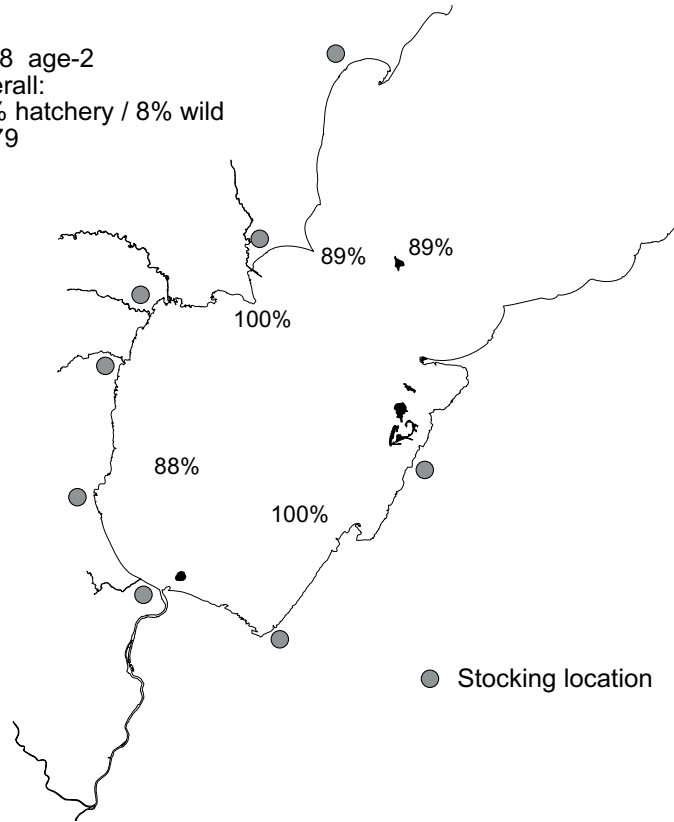 8 age-2
erall:
% hatchery / 8% wild
79
89%
89%
100%
88%
100%
Stocking location